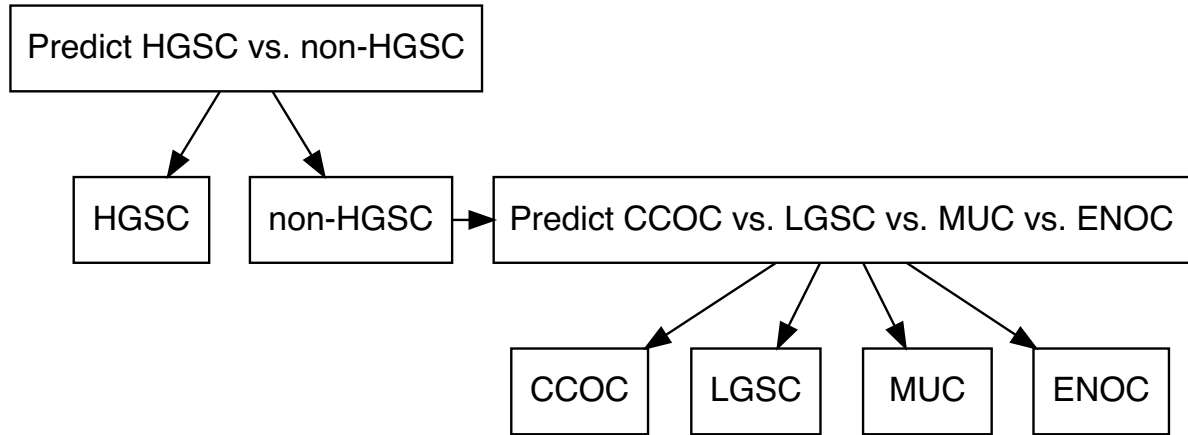 Predict HGSC vs. non-HGSC
HGSC
non-HGSC
Predict CCOC vs. LGSC vs. MUC vs. ENOC
CCOC
LGSC
MUC
ENOC